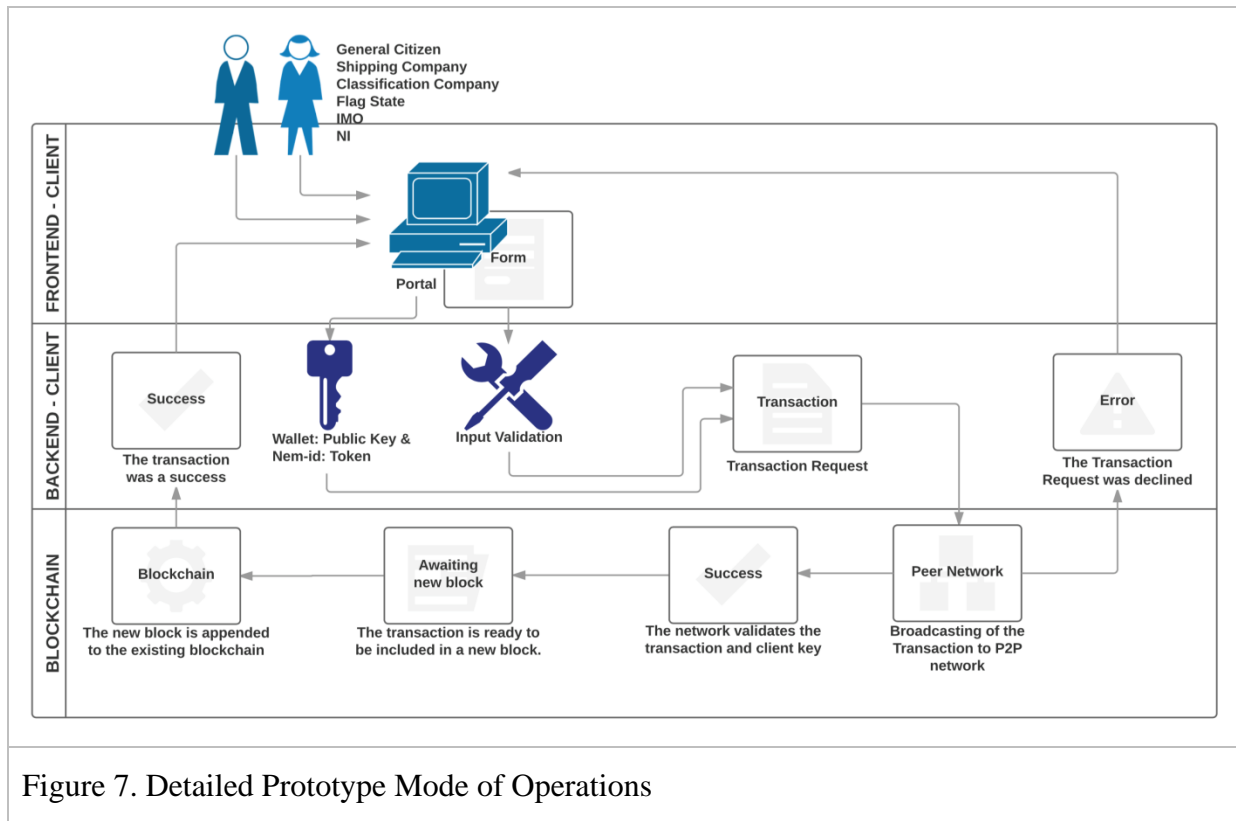 General Citizen
Shipping Company
Classification Company
Flag State
IMO
NI
FRONTEND - CLIENT
Form
Portal
BACKEND - CLIENT
Success
The transaction
was a success
Wallet: Public Key &
Nem-id: Token
Input Validation
Transaction
Transaction Request
Error
The Transaction
Request was declined
BLOCKCHAIN
Blockchain
The new block is appended
to the existing blockchain
Awaiting
new block
The transaction is ready to
be included in a new block.
Success
The network validates the
transaction and client key
Peer Network
Broadcasting of the
Transaction to P2P
network
Figure 7. Detailed Prototype Mode of Operations